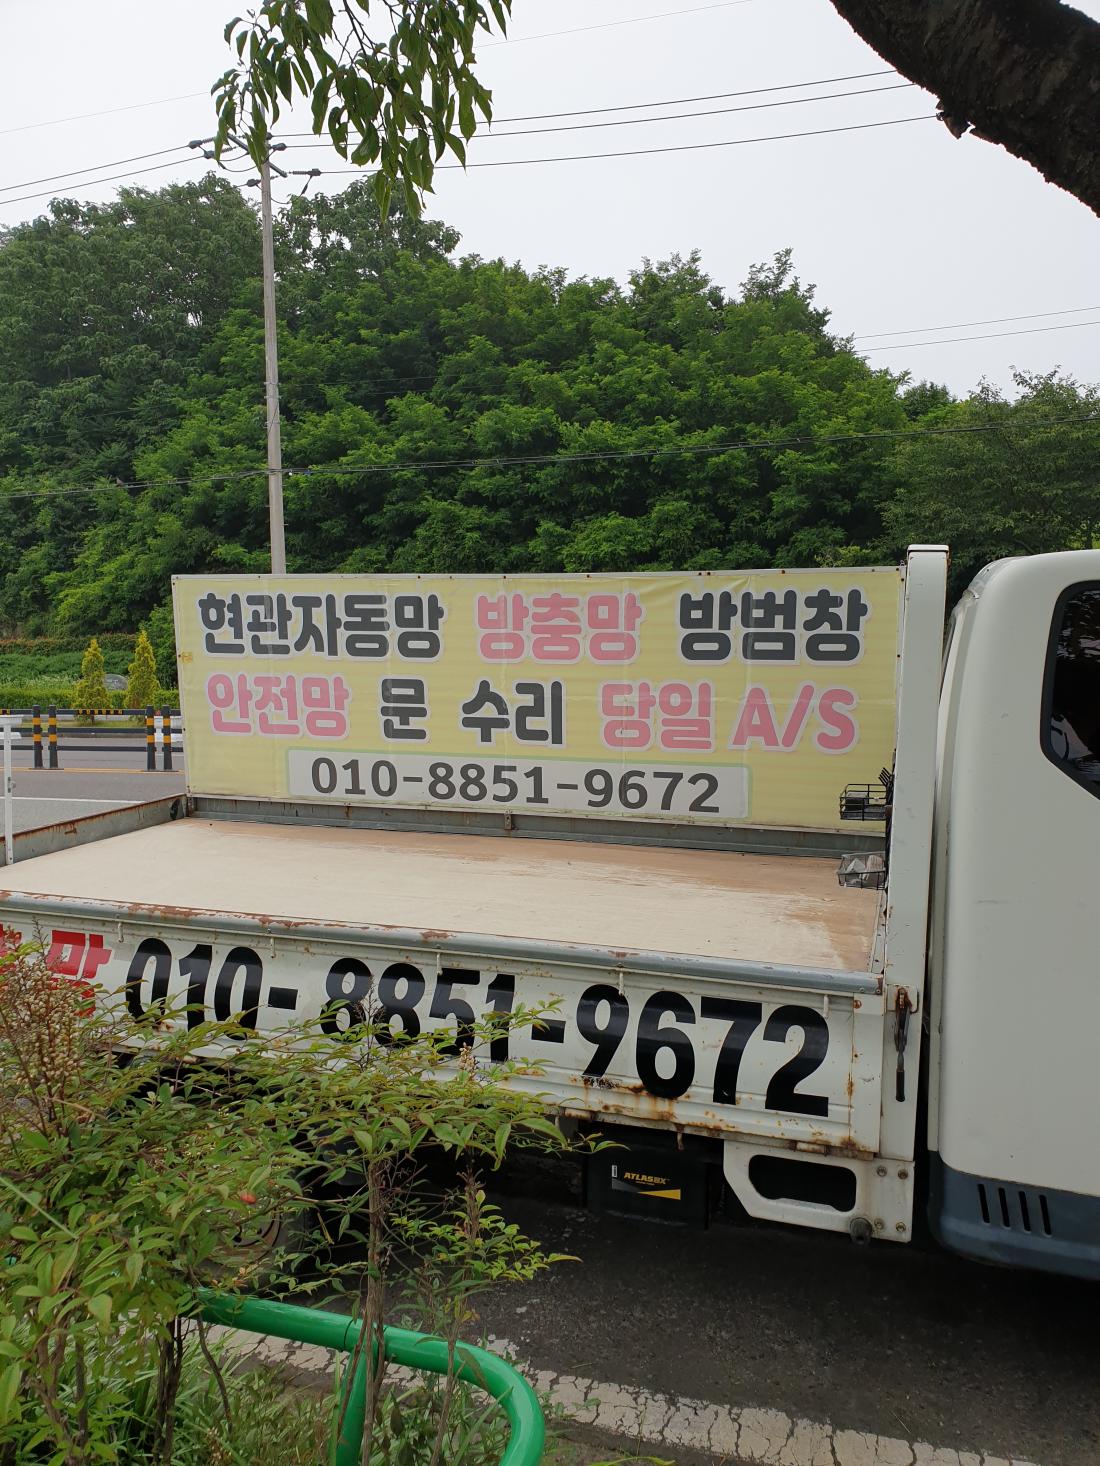 현관자동망 방충망 방범창
안전망 문 수리 당일 A/S
010-8851-9672
망 010-8851-9672
ATLASBX